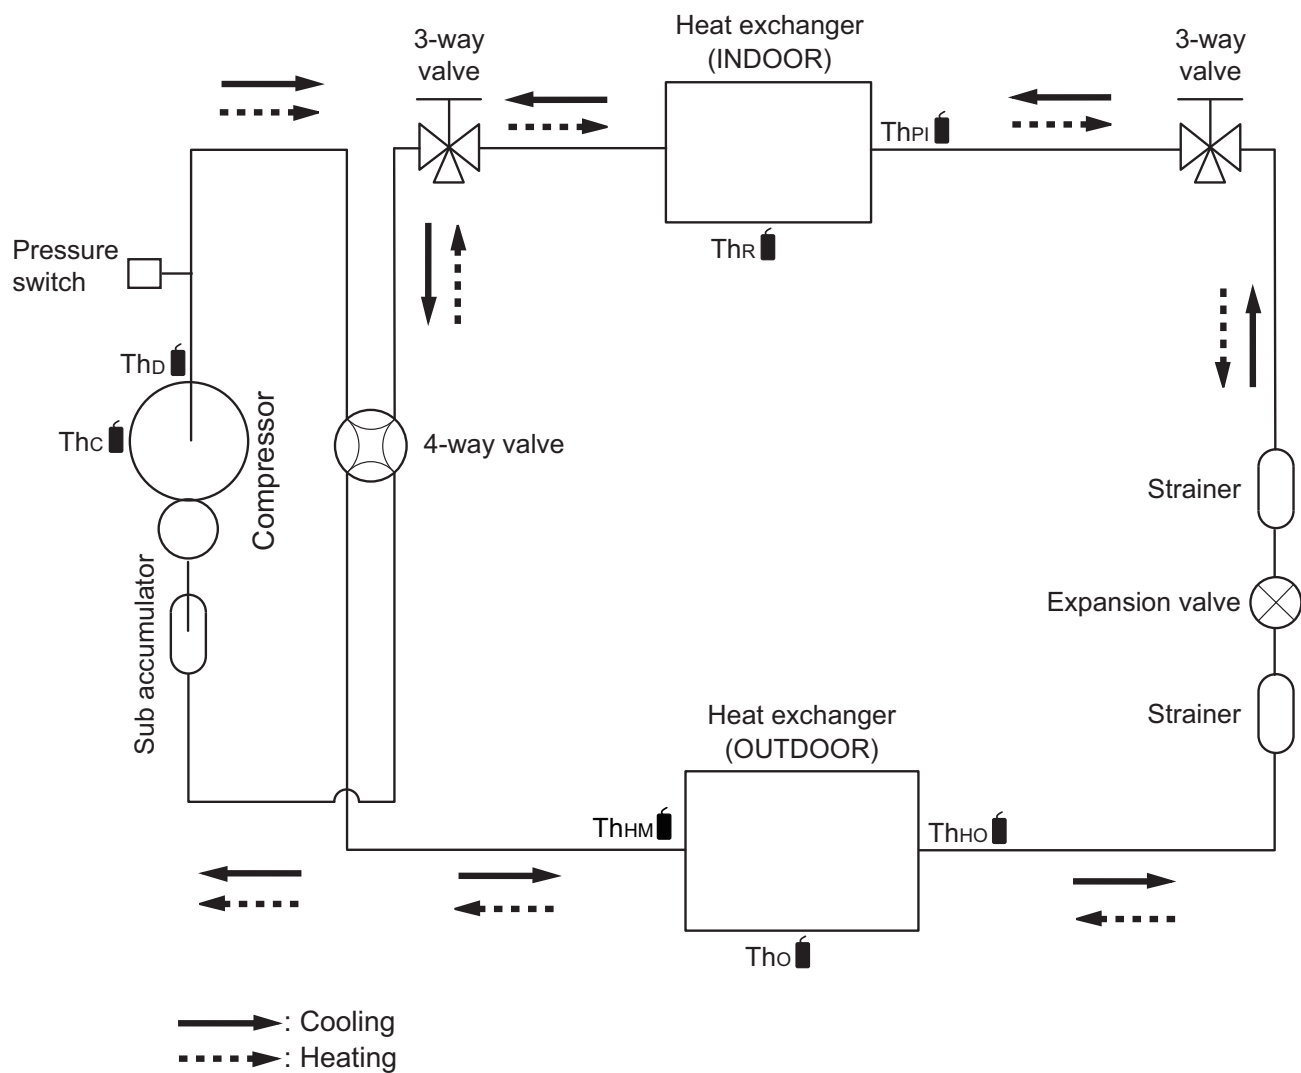 Heat exchanger
(INDOOR)
3-way
valve
3-way
valve
ThPI
ThR
Pressure
switch
ThD
ThC
Compressor
4-way valve
Strainer
Expansion valve
Sub accumulator
Strainer
Heat exchanger
(OUTDOOR)
ThHM
ThHO
ThO
: Cooling
: Heating